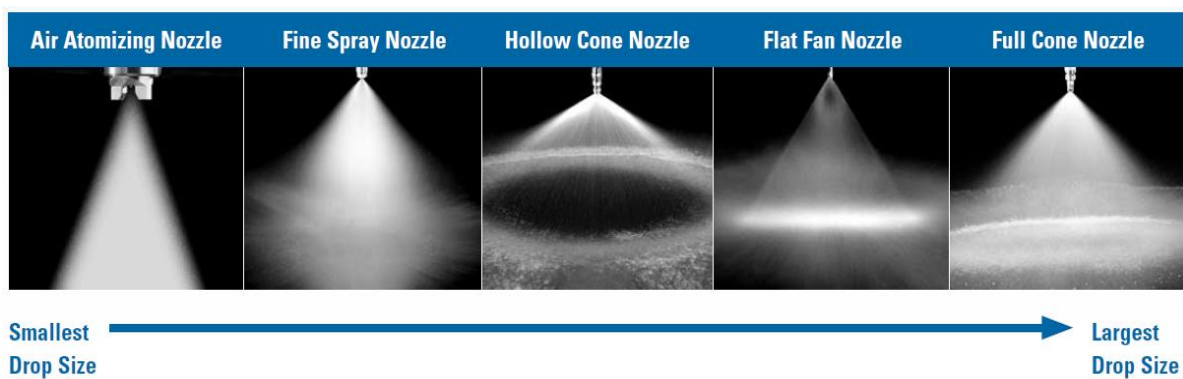 Air Atomizing Nozzle
Fine Spray Nozzle
Hollow Cone Nozzle
Flat Fan Nozzle
Full Cone Nozzle
Smallest
Drop Size
Largest
Drop Size